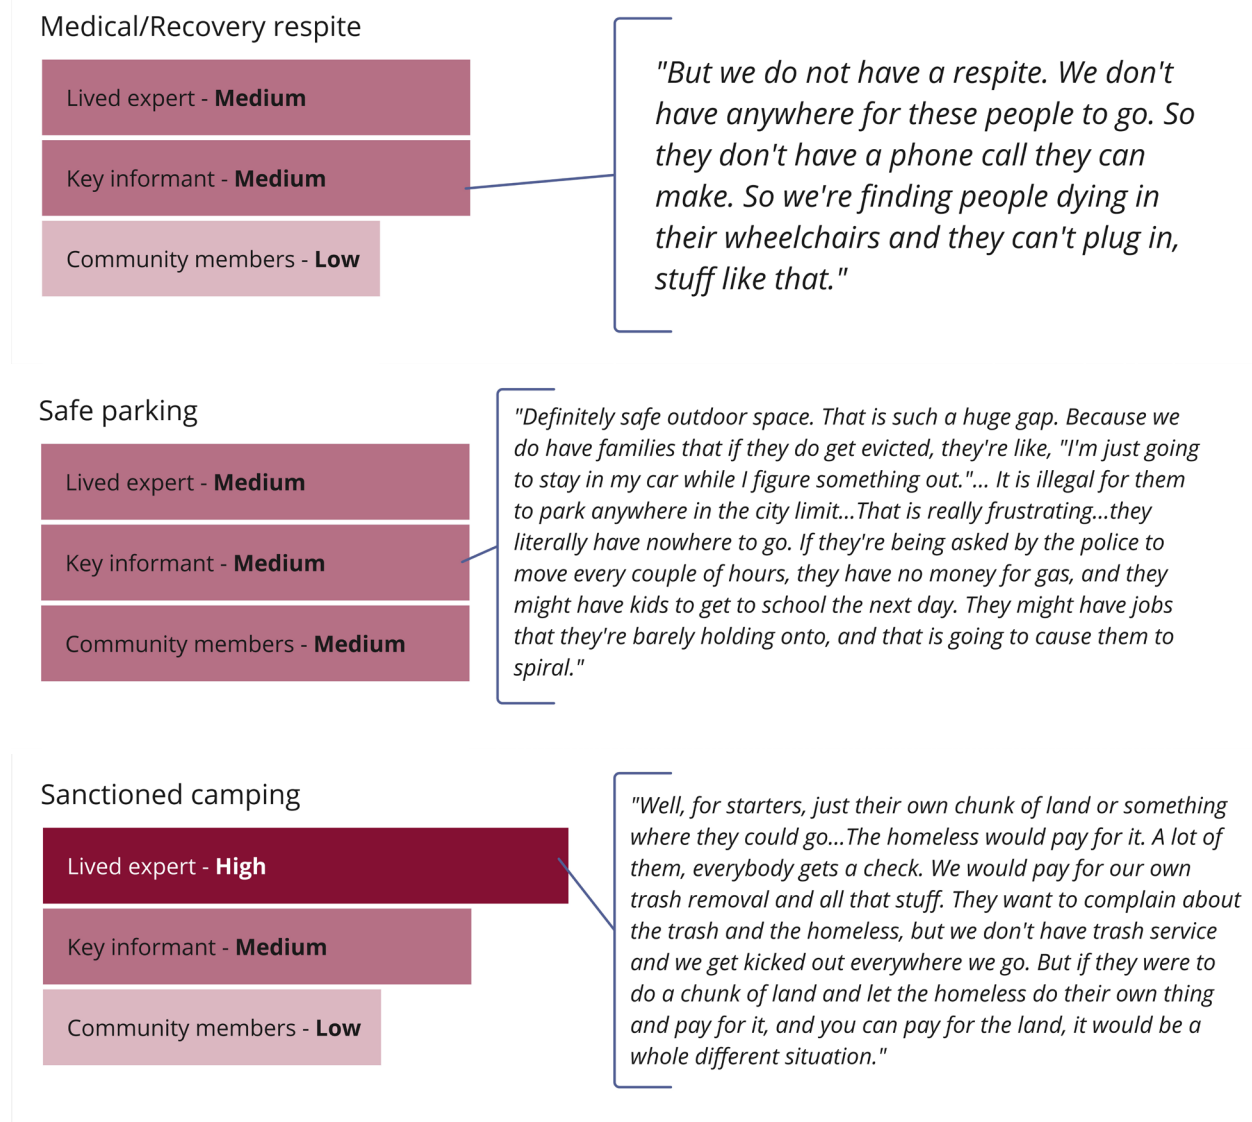 Medical/Recovery respite
Lived expert - Medium
Key informant - Medium
Community members - Low
"But we do not have a respite. We don't
have anywhere for these people to go. So
they don't have a phone call they can
make. So we're finding people dying in
their wheelchairs and they can't plug in,
stuff like that."
Safe parking
Lived expert - Medium
Key informant - Medium
Community members - Medium
"Definitely safe outdoor space. That is such a huge gap. Because we
do have families that if they do get evicted, they're like, "I'm just going
to stay in my car while I figure something out."... It is illegal for them
to park anywhere in the city limit...That is really frustrating...they
literally have nowhere to go. If they're being asked by the police to
move every couple of hours, they have no money for gas, and they
might have kids to get to school the next day. They might have jobs
that they're barely holding onto, and that is going to cause them to
spiral."
Sanctioned camping
Lived expert - High
Key informant - Medium
Community members - Low
"Well, for starters, just their own chunk of land or something
where they could go...The homeless would pay for it. A lot of
them, everybody gets a check. We would pay for our own
trash removal and all that stuff. They want to complain about
the trash and the homeless, but we don't have trash service
and we get kicked out everywhere we go. But if they were to
do a chunk of land and let the homeless do their own thing
and pay for it, and you can pay for the land, it would be a
whole different situation."